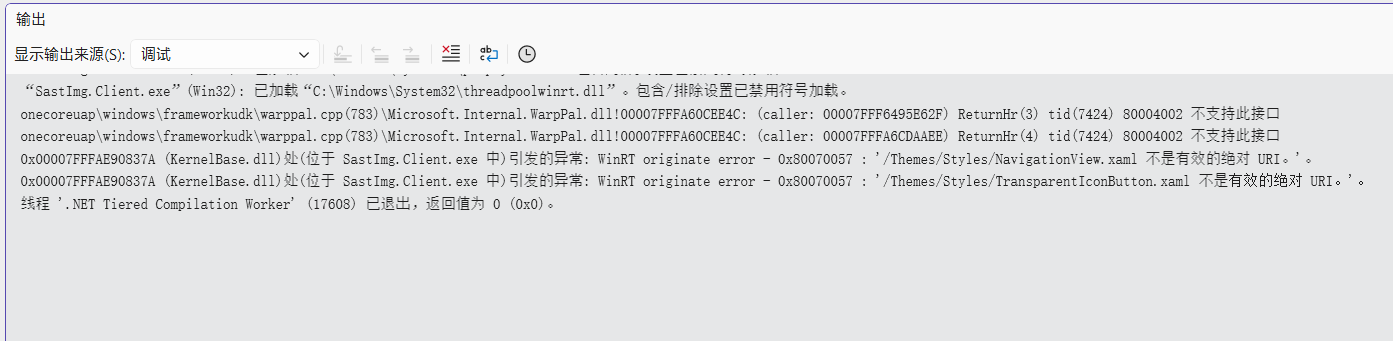 输出
显示输出来源(S): 调试
“SastImg.Client.exe”(Win32): 已加载“C:\Windows\System32\threadpoolwinrt.dll”。包含/排除设置已禁用符号加载。
onecoreuap\windows\frameworkudk\warppal.cpp(783)\Microsoft.Internal.WarpPal.dll!00007FFFA60CEE4C: (caller: 00007FFF6495E62F) ReturnHr(3) tid(7424) 80004002 不支持此接口
onecoreuap\windows\frameworkudk\warppal.cpp(783)\Microsoft.Internal.WarpPal.dll!00007FFFA60CEE4C: (caller: 00007FFFA6CDAAEE) ReturnHr(4) tid(7424) 80004002 不支持此接口
0x00007FFFAE90837A (KernelBase.dll)处(位于 SastImg.Client.exe 中)引发的异常: WinRT originate error - 0x80070057 : '/Themes/Styles/NavigationView.xaml 不是有效的绝对 URI。'。
0x00007FFFAE90837A (KernelBase.dll)处(位于 SastImg.Client.exe 中)引发的异常: WinRT originate error - 0x80070057 : '/Themes/Styles/TransparentIconButton.xaml 不是有效的绝对 URI。'。
线程 '.NET Tiered Compilation Worker' (17608) 已退出，返回值为 0 (0x0)。